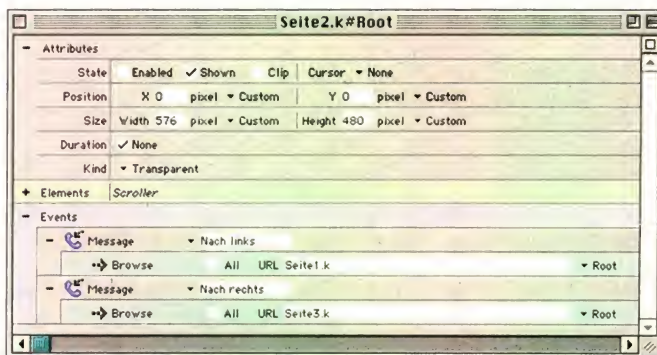 Seite2.k#Root
Attributes
State Enabled Shown Clip Cursor None
Position X 0 pixel Custom Y 0 pixel Custom
Size Width 576 pixel Custom Height 480 pixel Custom
Duration None
Kind Transparent
Elements Scroller
Events
Message Nach links
Browse All URL Seite1.k Root
Message Nach rechts
Browse All URL Seite3.k Root